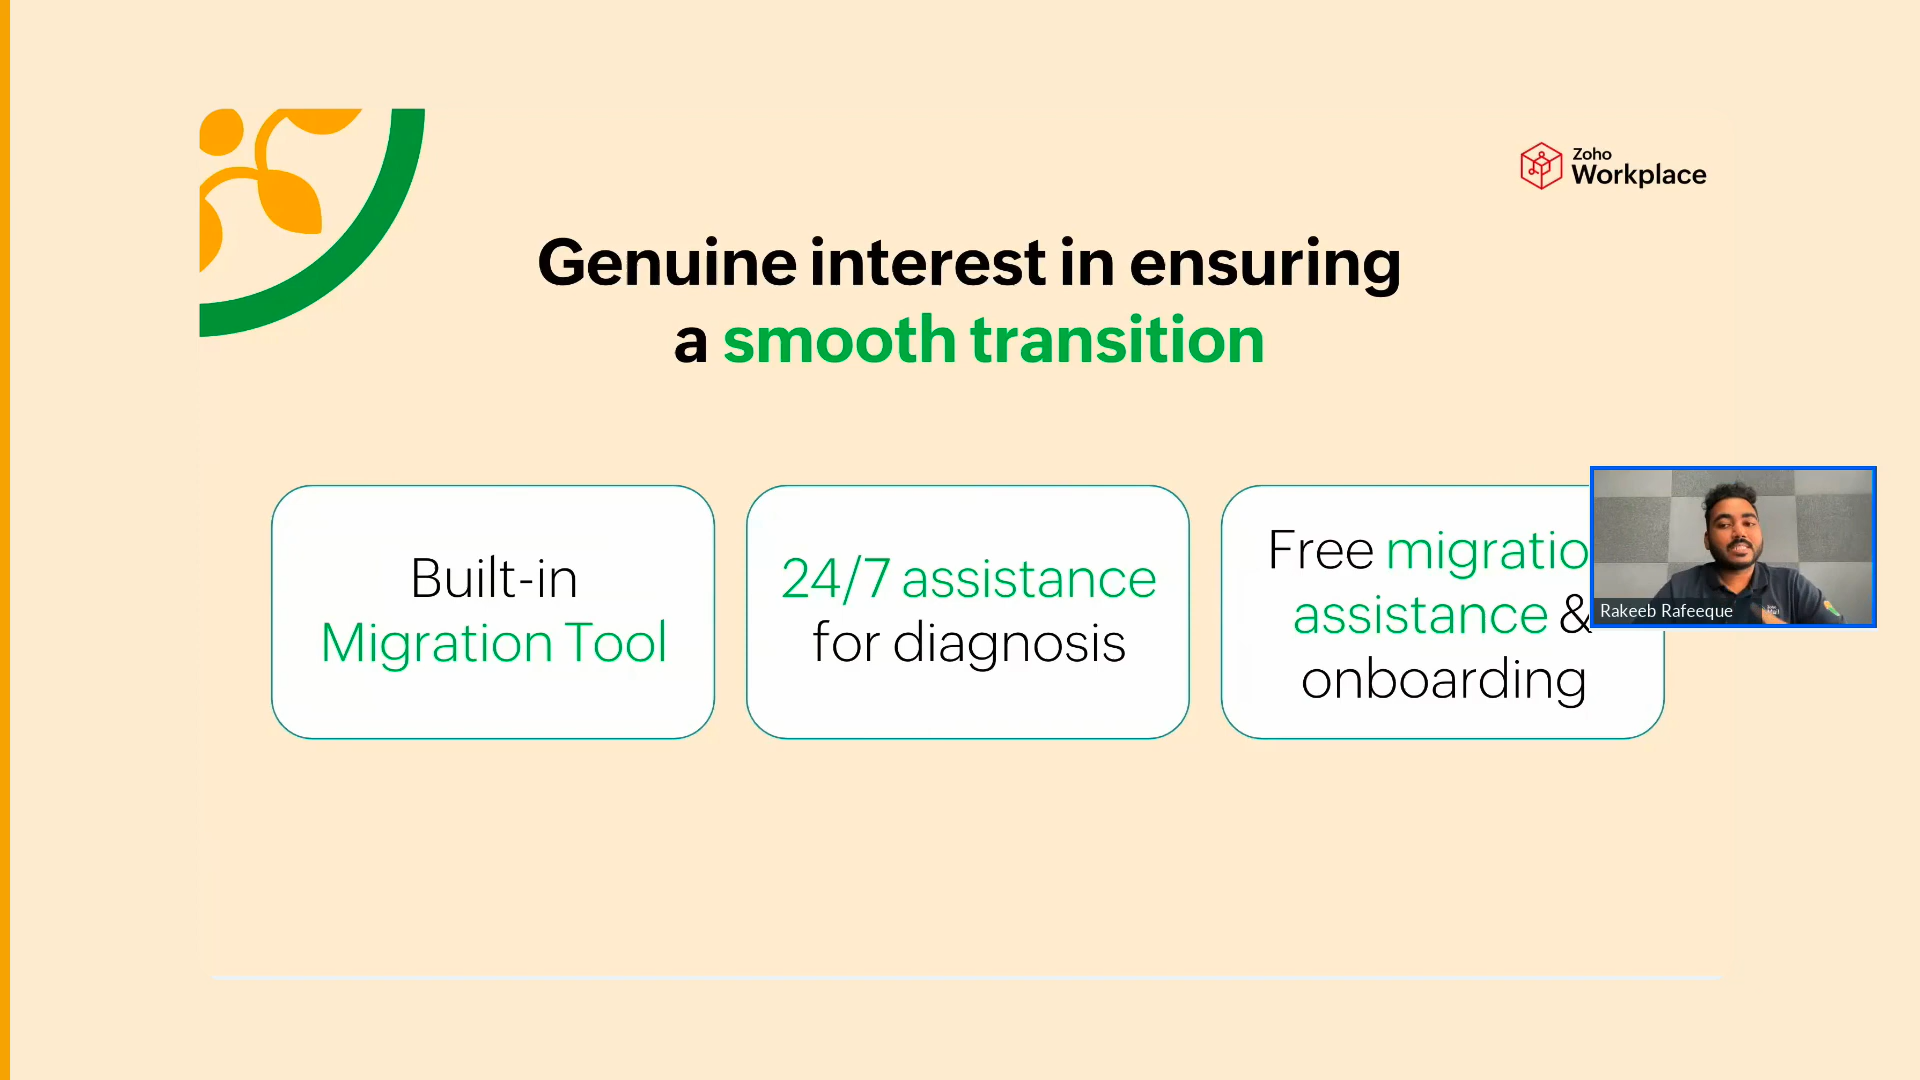 Zoho
Workplace
Genuine interest in ensuring
a smooth transition
Built-in
Migration Tool
24/7 assistance
for diagnosis
Free migratio
assistance &
onboarding
Rakeeb Rafeeque